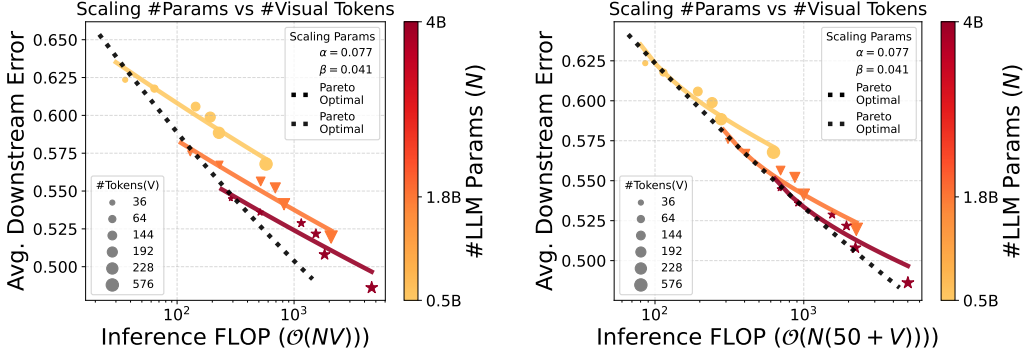 Scaling #Params vs #Visual Tokens
Avg. Downstream Error
0.650
0.625
0.600
0.575
0.550
0.525
0.500
Scaling Params
α = 0.077
β = 0.041
Pareto
Optimal
Pareto
Optimal
#Tokens(V)
36
64
144
192
228
576
10²
10³
Inference FLOP (𝒪(NV)))
4B
1.8B
0.5B
#LLM Params (N)
Scaling #Params vs #Visual Tokens
Avg. Downstream Error
0.625
0.600
0.575
0.550
0.525
0.500
Scaling Params
α = 0.077
β = 0.041
Pareto
Optimal
Pareto
Optimal
#Tokens(V)
36
64
144
192
228
576
10²
10³
Inference FLOP (𝒪(N(50 + V))))
4B
1.8B
0.5B
#LLM Params (N)